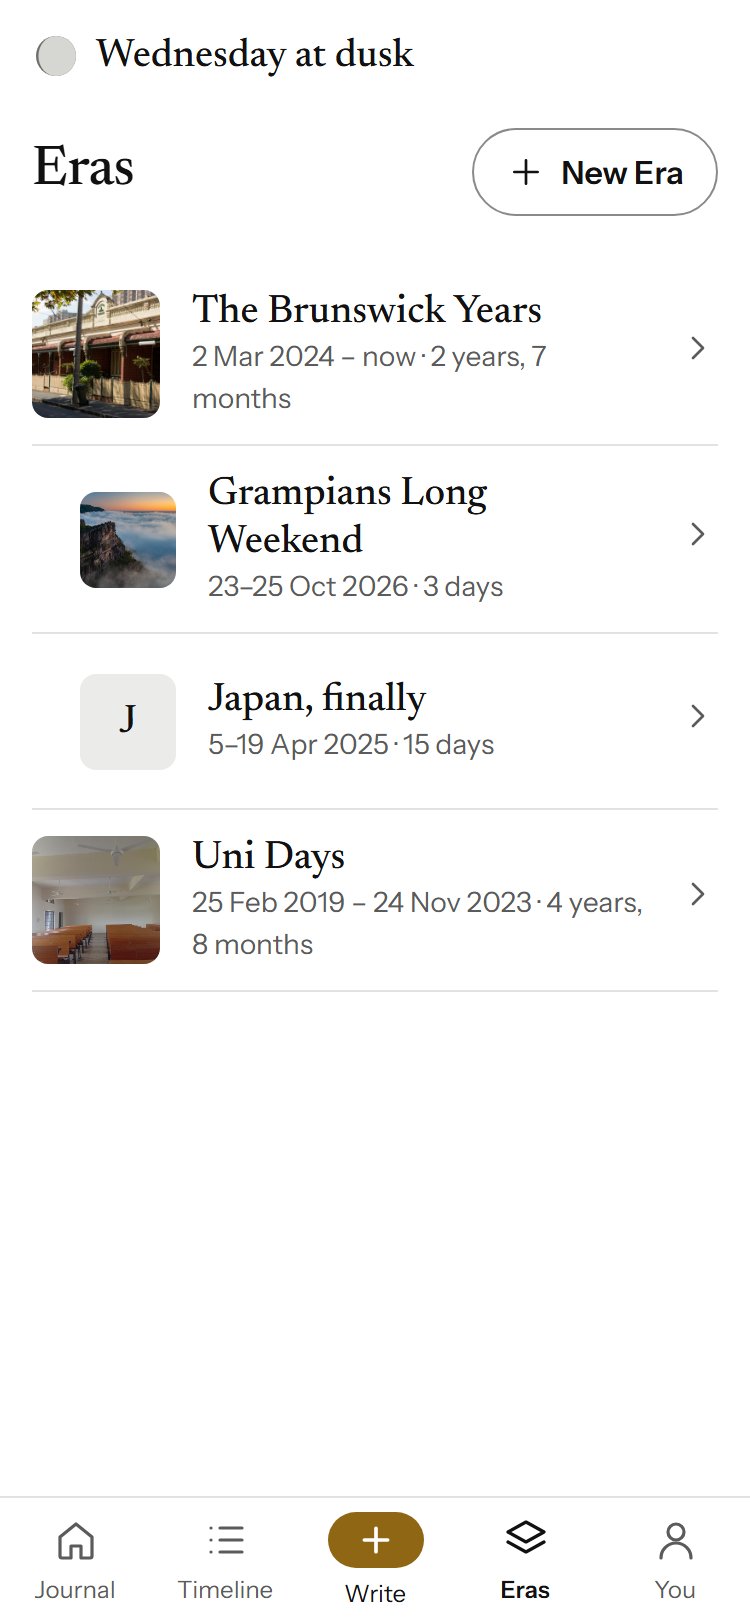 Wednesday at dusk
Eras
New Era
The Brunswick Years
2 Mar 2024 – now · 2 years, 7
months
Grampians Long
Weekend
23–25 Oct 2026 · 3 days
J
Japan, finally
5–19 Apr 2025 · 15 days
Uni Days
25 Feb 2019 – 24 Nov 2023 · 4 years,
8 months
Journal
Timeline
Write
Eras
You